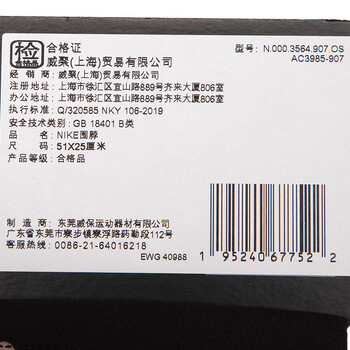 检
合格品
合格证
威聚(上海)贸易有限公司
型号: N.000.3564.907.OS
AC3985-907
经销商: 威聚(上海)贸易有限公司
注册地址: 上海市徐汇区宜山路889号齐来大厦806室
办公地址: 上海市徐汇区宜山路889号齐来大厦806室
执行标准: Q/320585 NKY 106-2019
安全技术类别: GB 18401 B类
品名: NIKE围脖
尺码: 51X25厘米
产品等级: 合格品
制造商: 东莞威保运动器材有限公司
广东省东莞市寮步镇寮浮路药勒段112号
客服热线: 0086-21-64016218
EWG 40988
1 95240 67752 2